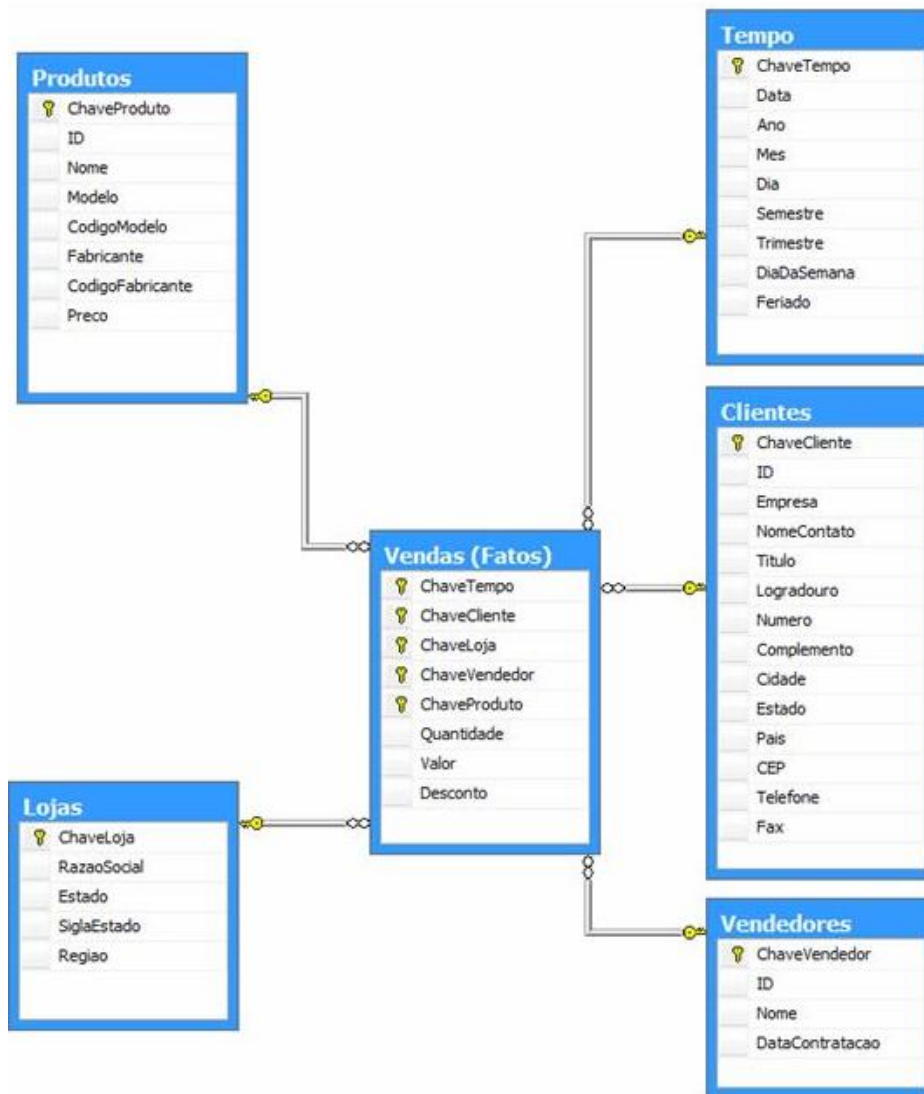 Produtos
ChaveProduto
ID
Nome
Modelo
CodigoModelo
Fabricante
CodigoFabricante
Preco
Tempo
ChaveTempo
Data
Ano
Mes
Dia
Semestre
Trimestre
DiaDaSemana
Feriado
Clientes
ChaveCliente
ID
Empresa
NomeContato
Titulo
Logradouro
Numero
Complemento
Cidade
Estado
Pais
CEP
Telefone
Fax
Vendas (Fatos)
ChaveTempo
ChaveCliente
ChaveLoja
ChaveVendedor
ChaveProduto
Quantidade
Valor
Desconto
Lojas
ChaveLoja
RazaoSocial
Estado
SiglaEstado
Regiao
Vendedores
ChaveVendedor
ID
Nome
DataContratacao